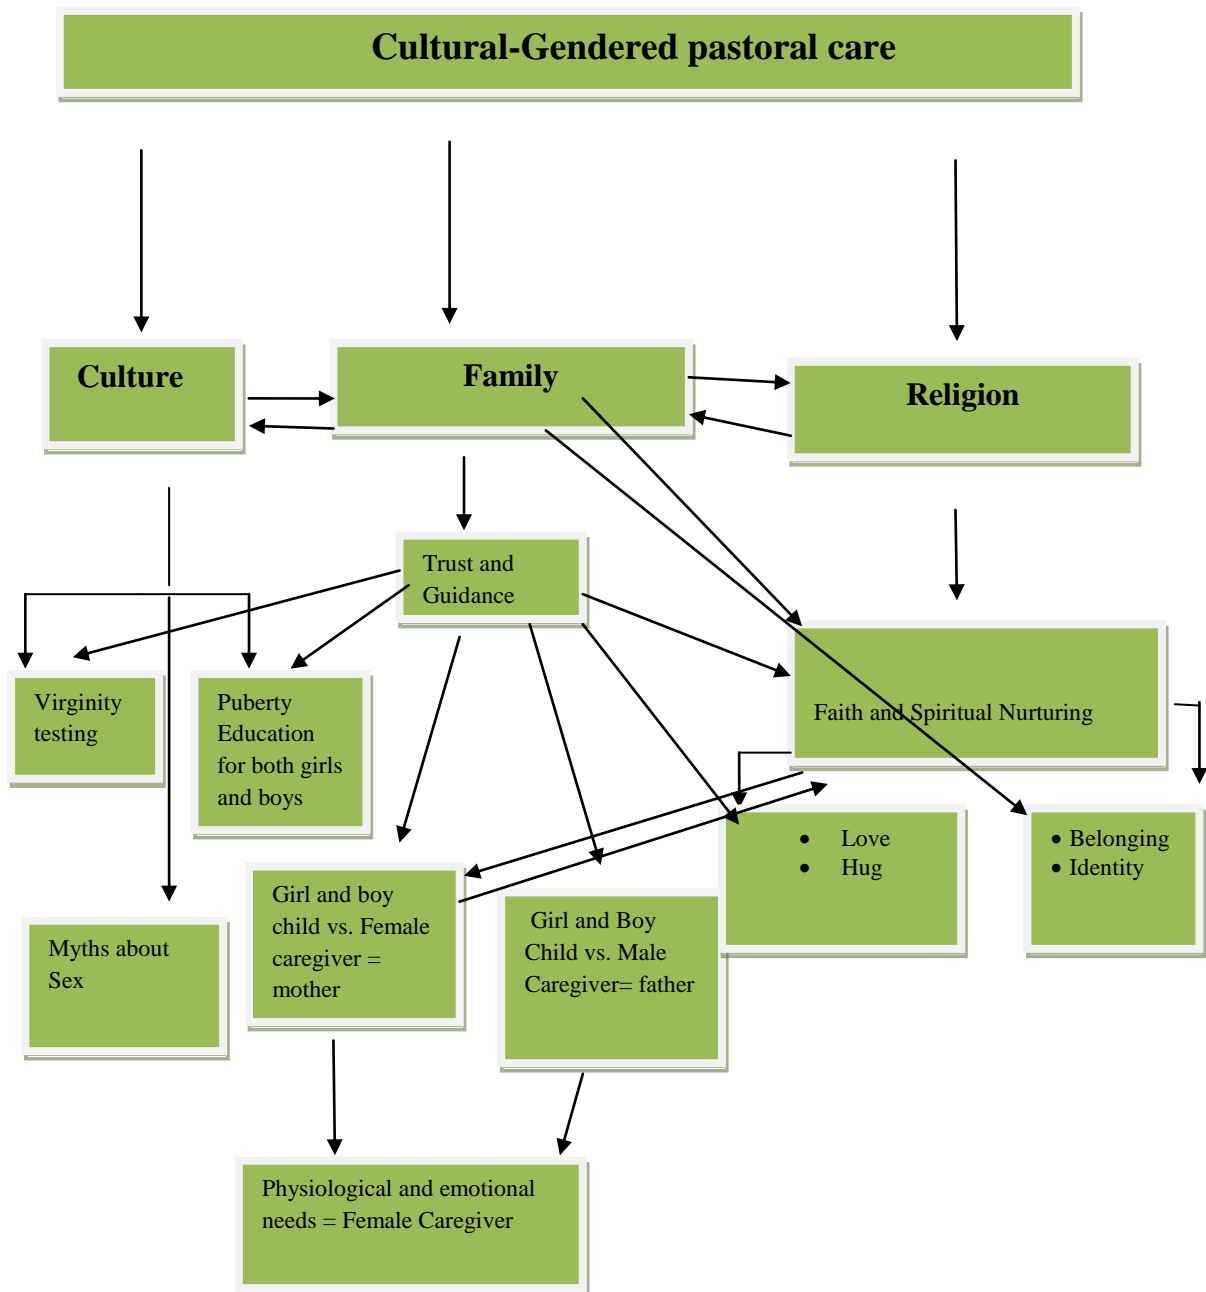 Cultural-Gendered pastoral care
Culture
Family
Religion
Trust and
Guidance
Virginity
testing
Puberty
Education
for both girls
and boys
Faith and Spiritual Nurturing
• Love
• Hug
• Belonging
• Identity
Myths about
Sex
Girl and boy
child vs. Female
caregiver =
mother
Girl and Boy
Child vs. Male
Caregiver= father
Physiological and emotional
needs = Female Caregiver